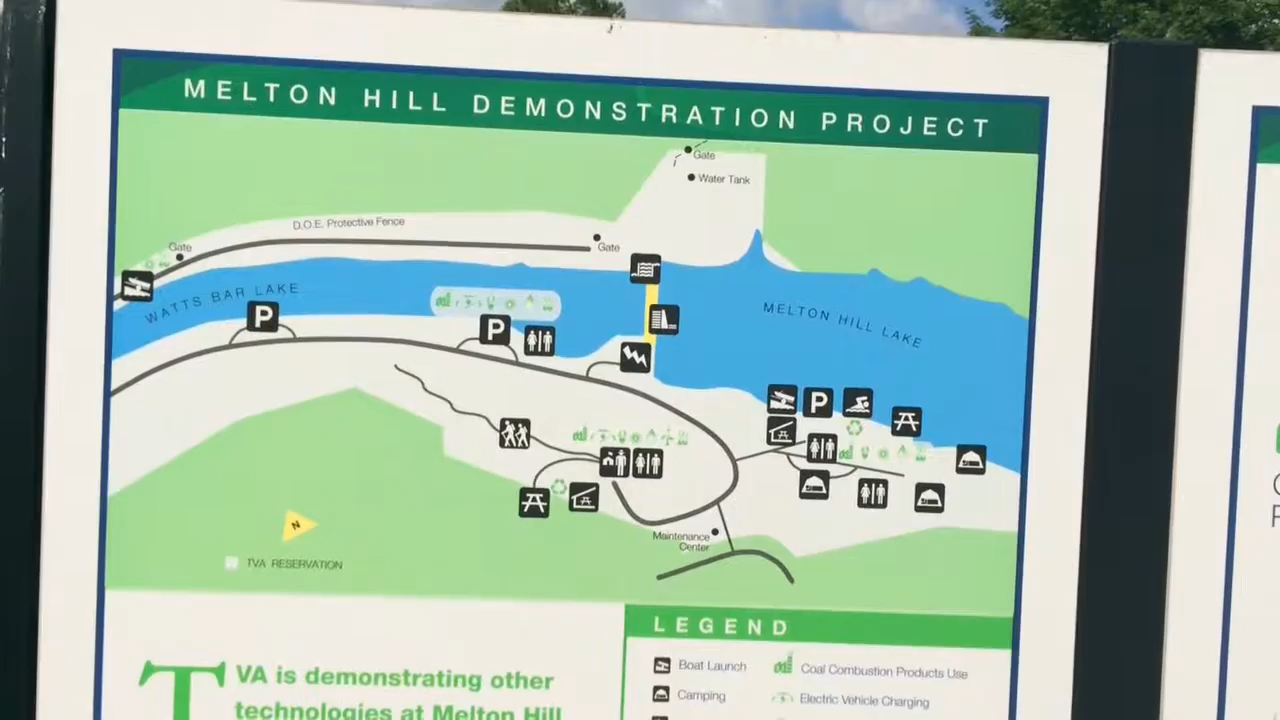 MELTON HILL DEMONSTRATION PROJECT
Gate
Water Tank
D.O.E. Protective Fence
Gate
Gate
WATTS BAR LAKE
MELTON HILL LAKE
P
P
P
N
Maintenance
Center
TVA RESERVATION
LEGEND
TVA is demonstrating other
technologies at Melton Hill
Boat Launch
Coal Combustion Products Use
Camping
Electric Vehicle Charging